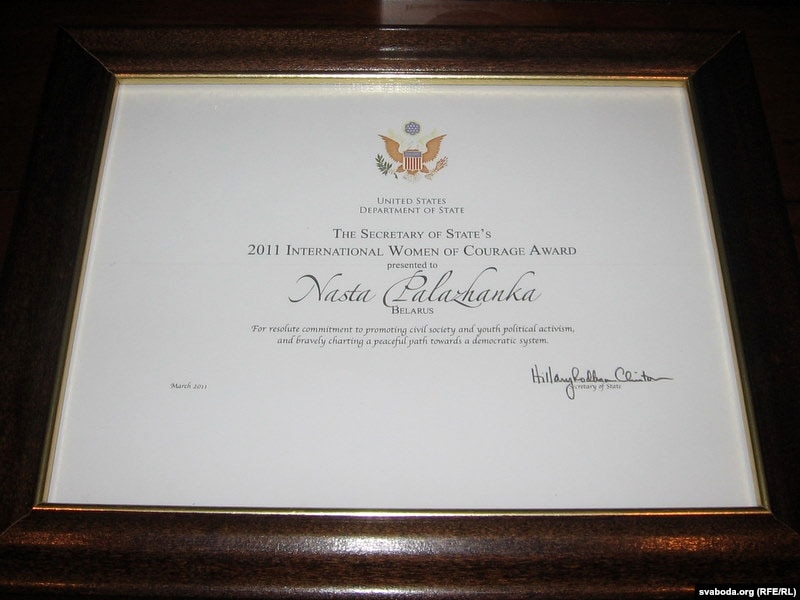 UNITED STATES
DEPARTMENT OF STATE
THE SECRETARY OF STATE'S
2011 INTERNATIONAL WOMEN OF COURAGE AWARD
presented to
Nasta Palazhanka
BELARUS
For resolute commitment to promoting civil society and youth political activism,
and bravely charting a peaceful path towards a democratic system.
Hillary Rodham Clinton
March 2011
cretary of State
svaboda.org (RFE/RL)